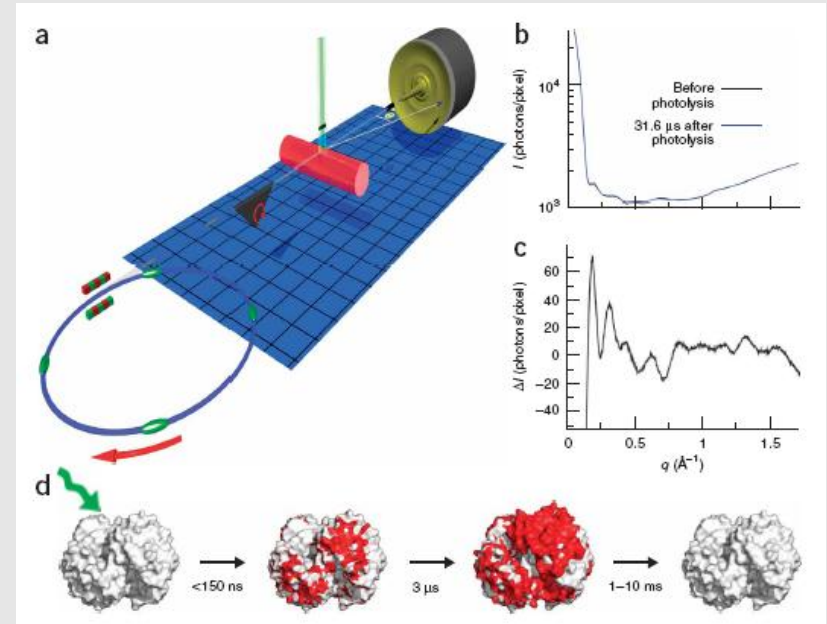 a
b
I (photons/pixel)
10⁴
10³
Before
photolysis
31.6 µs after
photolysis
c
ΔI (photons/pixel)
60
40
20
0
−20
−40
0
0.5
1
1.5
q (Å⁻¹)
d
<150 ns
3 µs
1–10 ms